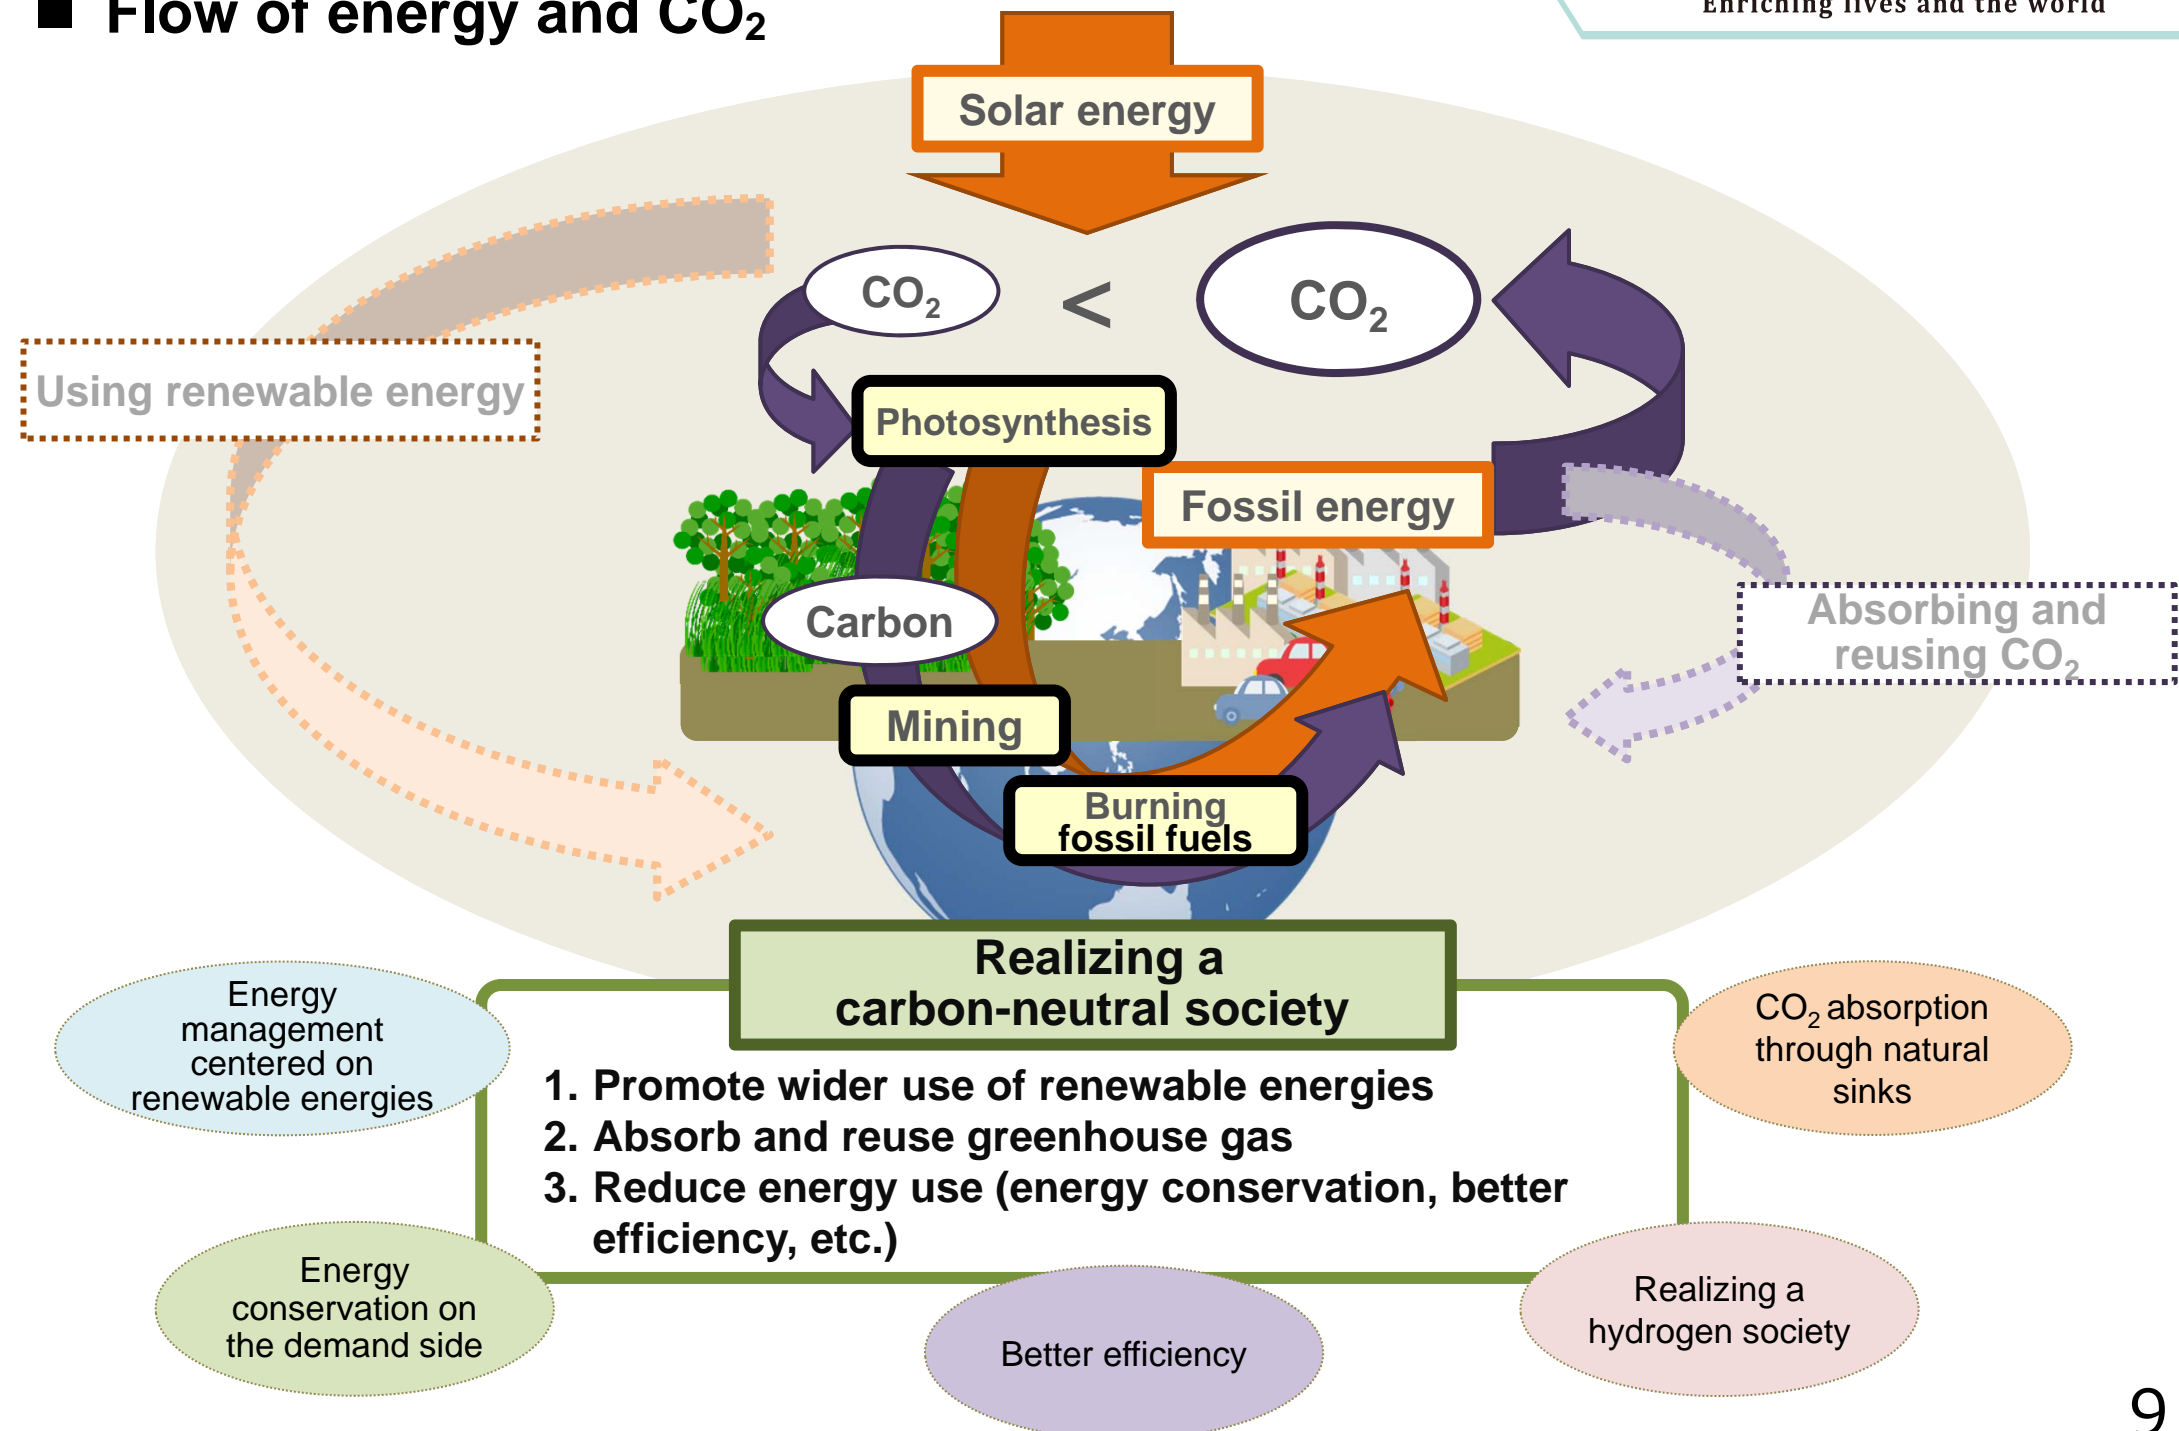 ■ Flow of energy and CO₂
Enriching lives and the world
Solar energy
CO₂ < CO₂
Using renewable energy
Photosynthesis
Fossil energy
Absorbing and
reusing CO₂
Carbon
Mining
Burning
fossil fuels
Realizing a
carbon-neutral society
Energy
management
centered on
renewable energies
CO₂ absorption
through natural
sinks
1. Promote wider use of renewable energies
2. Absorb and reuse greenhouse gas
3. Reduce energy use (energy conservation, better
efficiency, etc.)
Energy
conservation on
the demand side
Better efficiency
Realizing a
hydrogen society
9